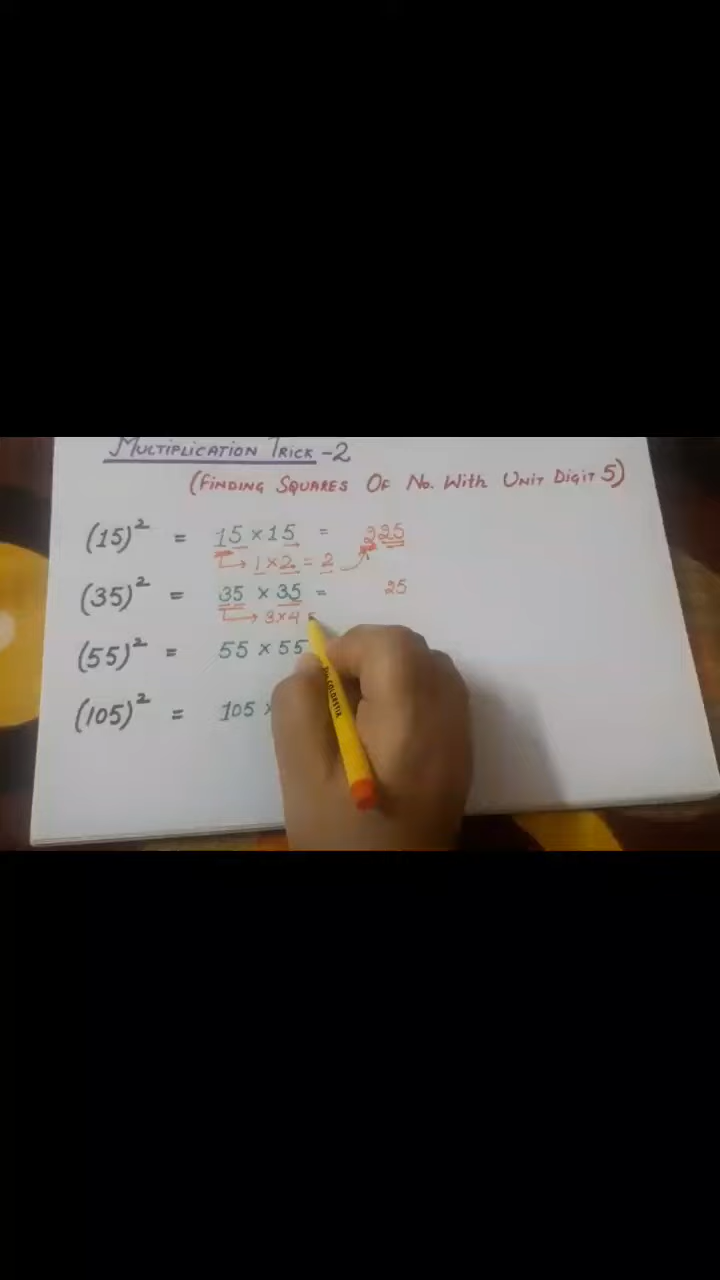 MULTIPLICATION TRICK -2
(FINDING SQUARES OF NO. WITH UNIT DIGIT 5)
(15)² = 15 × 15 = 225
1 × 2 = 2
(35)² = 35 × 35 = 25
3 × 4
(55)² = 55 × 55
(105)² = 105 ×